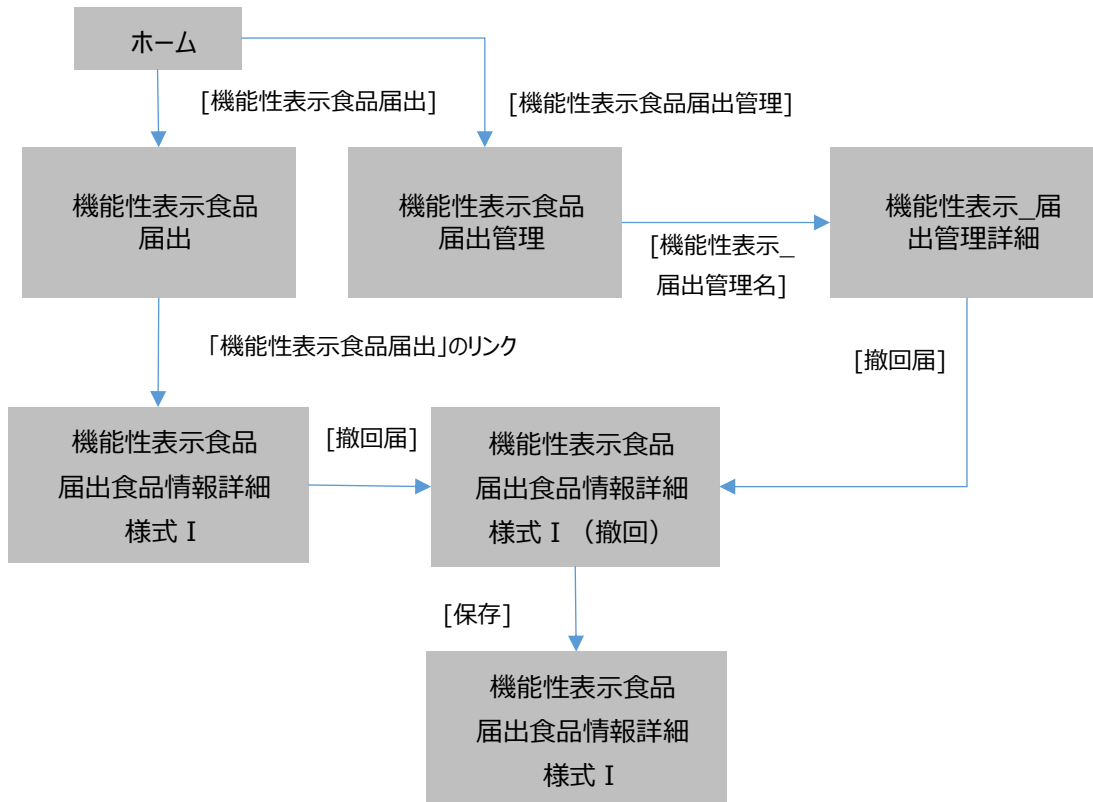 ホーム
[機能性表示食品届出]
[機能性表示食品届出管理]
機能性表示食品
届出
機能性表示食品
届出管理
[機能性表示_
届出管理名]
機能性表示_届
出管理詳細
「機能性表示食品届出」のリンク
[撤回届]
機能性表示食品
届出食品情報詳細
様式Ⅰ
[撤回届]
機能性表示食品
届出食品情報詳細
様式Ⅰ（撤回）
[保存]
機能性表示食品
届出食品情報詳細
様式Ⅰ